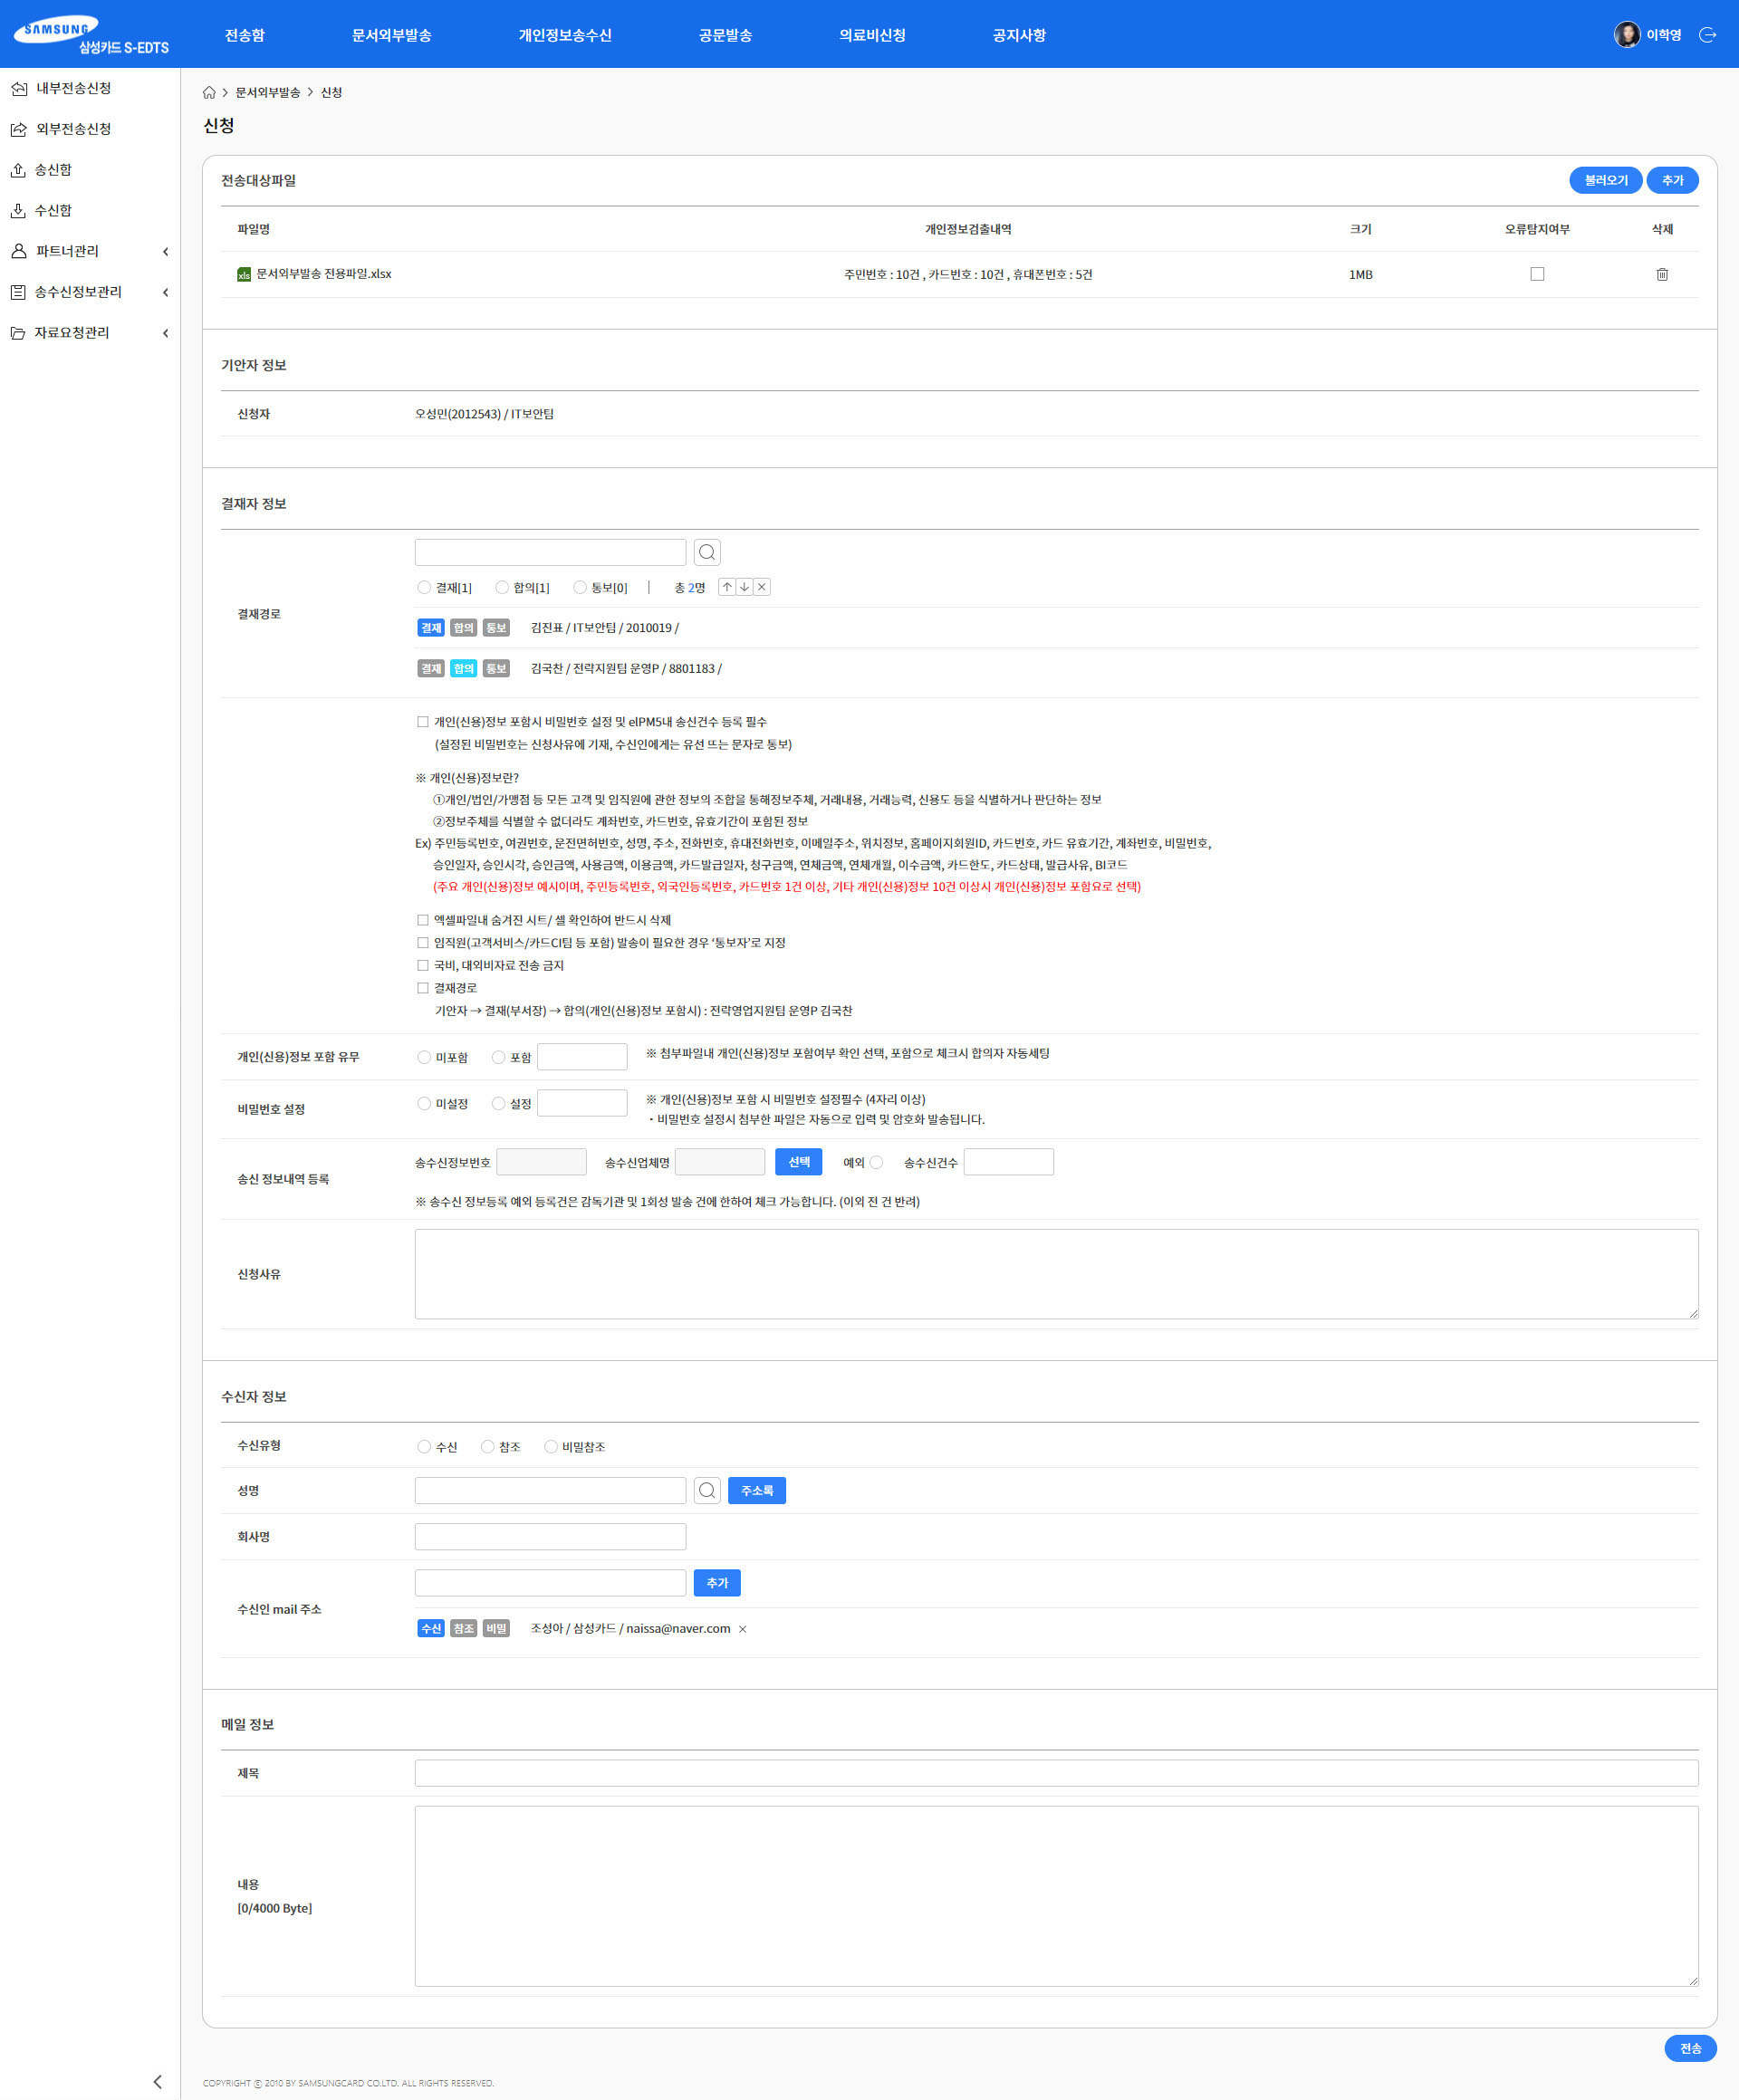 SAMSUNG
삼성카드 S-EDTS
전송함 문서외부발송 개인정보송수신 공문발송 의료비신청 공지사항
이학영
내부전송신청
외부전송신청
송신함
수신함
파트너관리
송수신정보관리
자료요청관리
문서외부발송 > 신청
신청
전송대상파일
불러오기 추가
파일명 개인정보검출내역 크기 오류탐지여부 삭제
xls 문서외부발송 전용파일.xlsx 주민번호 : 10건 , 카드번호 : 10건 , 휴대폰번호 : 5건 1MB
기안자 정보
신청자 오성민(2012543) / IT보안팀
결재자 정보
결재경로
결재[1] 합의[1] 통보[0] | 총 2명
결재 합의 통보 김진표 / IT보안팀 / 2010019 /
결재 합의 통보 김국찬 / 전략지원팀 운영P / 8801183 /
개인(신용)정보 포함시 비밀번호 설정 및 elPM5내 송신건수 등록 필수
(설정된 비밀번호는 신청사유에 기재, 수신인에게는 유선 뜨는 문자로 통보)
※ 개인(신용)정보란?
①개인/법인/가맹점 등 모든 고객 및 임직원에 관한 정보의 조합을 통해정보주체, 거래내용, 거래능력, 신용도 등을 식별하거나 판단하는 정보
②정보주체를 식별할 수 없더라도 계좌번호, 카드번호, 유효기간이 포함된 정보
Ex) 주민등록번호, 여권번호, 운전면허번호, 성명, 주소, 전화번호, 휴대전화번호, 이메일주소, 위치정보, 홈페이지회원ID, 카드번호, 카드 유효기간, 계좌번호, 비밀번호,
승인일자, 승인시각, 승인금액, 사용금액, 이용금액, 카드발급일자, 청구금액, 연체금액, 연체개월, 이수금액, 카드한도, 카드상태, 발급사유, BI코드
(주요 개인(신용)정보 예시이며, 주민등록번호, 외국인등록번호, 카드번호 1건 이상, 기타 개인(신용)정보 10건 이상시 개인(신용)정보 포함요로 선택)
엑셀파일내 숨겨진 시트/ 셀 확인하여 반드시 삭제
임직원(고객서비스/카드CI팀 등 포함) 발송이 필요한 경우 ‘통보자’로 지정
국비, 대외비자료 전송 금지
결재경로
기안자 → 결재(부서장) → 합의(개인(신용)정보 포함시) : 전략영업지원팀 운영P 김국찬
개인(신용)정보 포함 유무 미포함 포함 ※ 첨부파일내 개인(신용)정보 포함여부 확인 선택, 포함으로 체크시 합의자 자동세팅
비밀번호 설정 미설정 설정 ※ 개인(신용)정보 포함 시 비밀번호 설정필수 (4자리 이상)
· 비밀번호 설정시 첨부한 파일은 자동으로 입력 및 암호화 발송됩니다.
송신 정보내역 등록 송수신정보번호 송수신업체명 선택 예외 송수신건수
※ 송수신 정보등록 예외 등록건은 감독기관 및 1회성 발송 건에 한하여 체크 가능합니다. (이외 전 건 반려)
신청사유
수신자 정보
수신유형 수신 참조 비밀참조
성명 주소록
회사명
수신인 mail 주소 추가
수신 참조 비밀 조성아 / 삼성카드 / naissa@naver.com ×
메일 정보
제목
내용
[0/4000 Byte]
전송
COPYRIGHT ⓒ 2010 BY SAMSUNGCARD CO.LTD. ALL RIGHTS RESERVED.